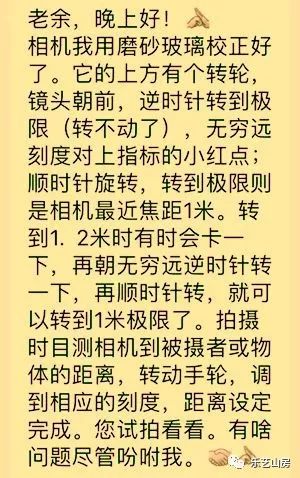 老余，晚上好！
相机我用磨砂玻璃校正好
了。它的上方有个转轮，
镜头朝前，逆时针转到极
限（转不动了），无穷远
刻度对上指标的小红点；
顺时针旋转，转到极限则
是相机最近焦距1米。转
到1. 2米时有时会卡一
下，再朝无穷远逆时针转
一下，再顺时针转，就可
以转到1米极限了。拍摄
时目测相机到被摄者或物
体的距离，转动手轮，调
到相应的刻度，距离设定
完成。您试拍看看。有啥
问题尽管吩咐我。
乐艺山房